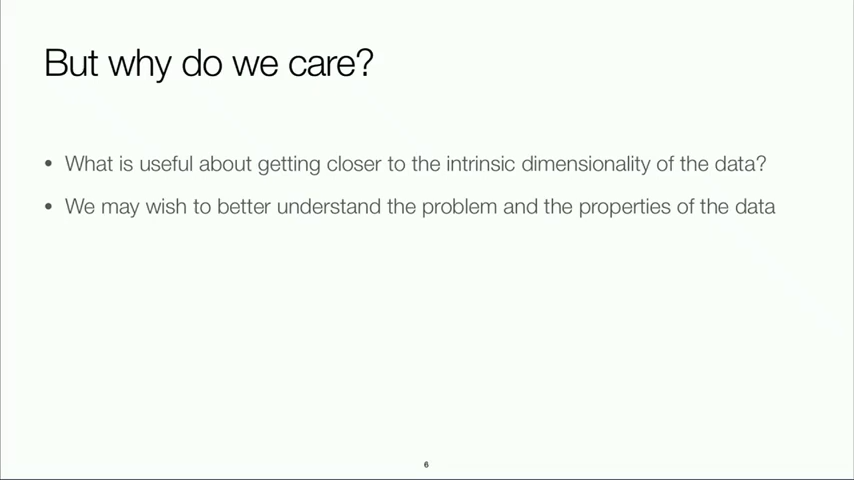 But why do we care?
• What is useful about getting closer to the intrinsic dimensionality of the data?
• We may wish to better understand the problem and the properties of the data
6